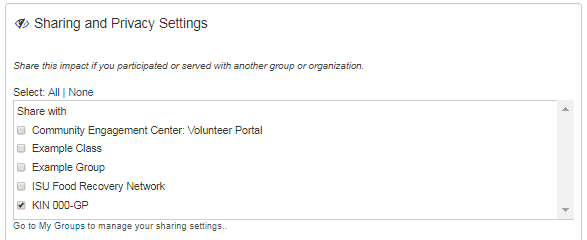 Sharing and Privacy Settings
Share this impact if you participated or served with another group or organization.
Select: All | None
Share with
Community Engagement Center: Volunteer Portal
Example Class
Example Group
ISU Food Recovery Network
KIN 000-GP
Go to My Groups to manage your sharing settings..